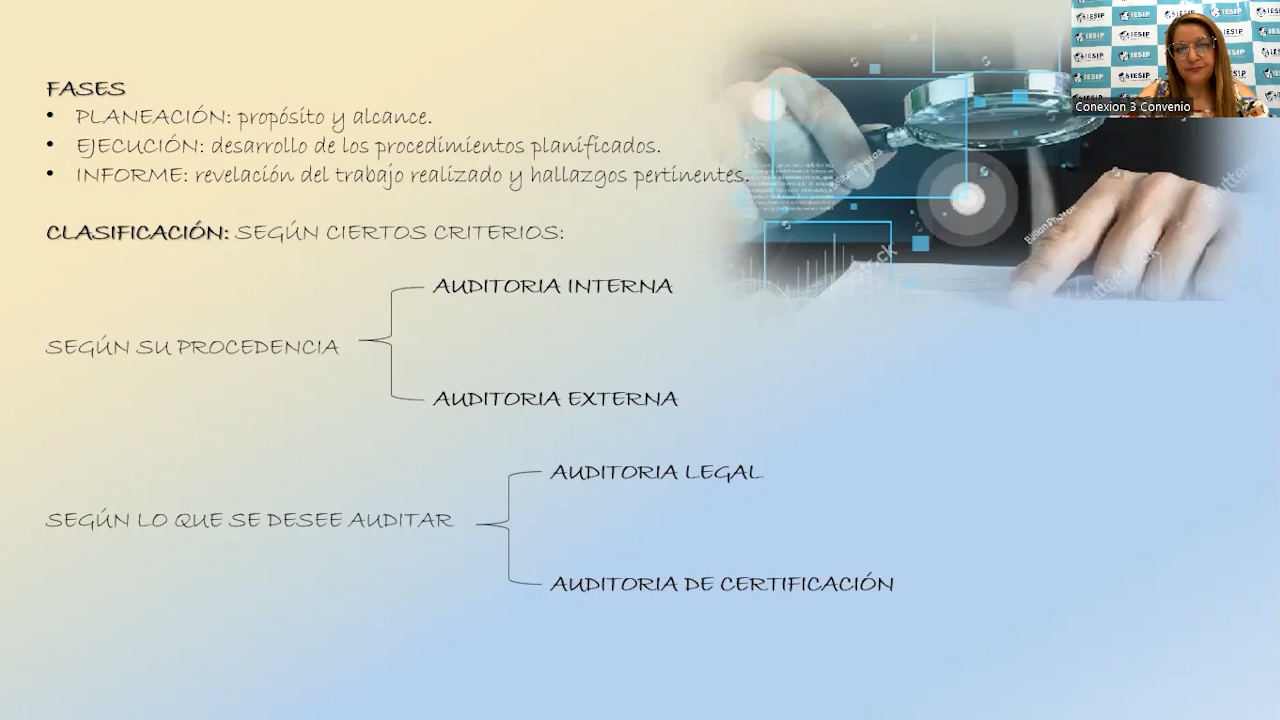 FASES
• PLANEACIÓN: propósito y alcance.
• EJECUCIÓN: desarrollo de los procedimientos planificados.
• INFORME: revelación del trabajo realizado y hallazgos pertinentes.
CLASIFICACIÓN: SEGÚN CIERTOS CRITERIOS:
AUDITORIA INTERNA
SEGÚN SU PROCEDENCIA
AUDITORIA EXTERNA
AUDITORIA LEGAL
SEGÚN LO QUE SE DESEE AUDITAR
AUDITORIA DE CERTIFICACIÓN
IESIP
Conexion 3 Convenio